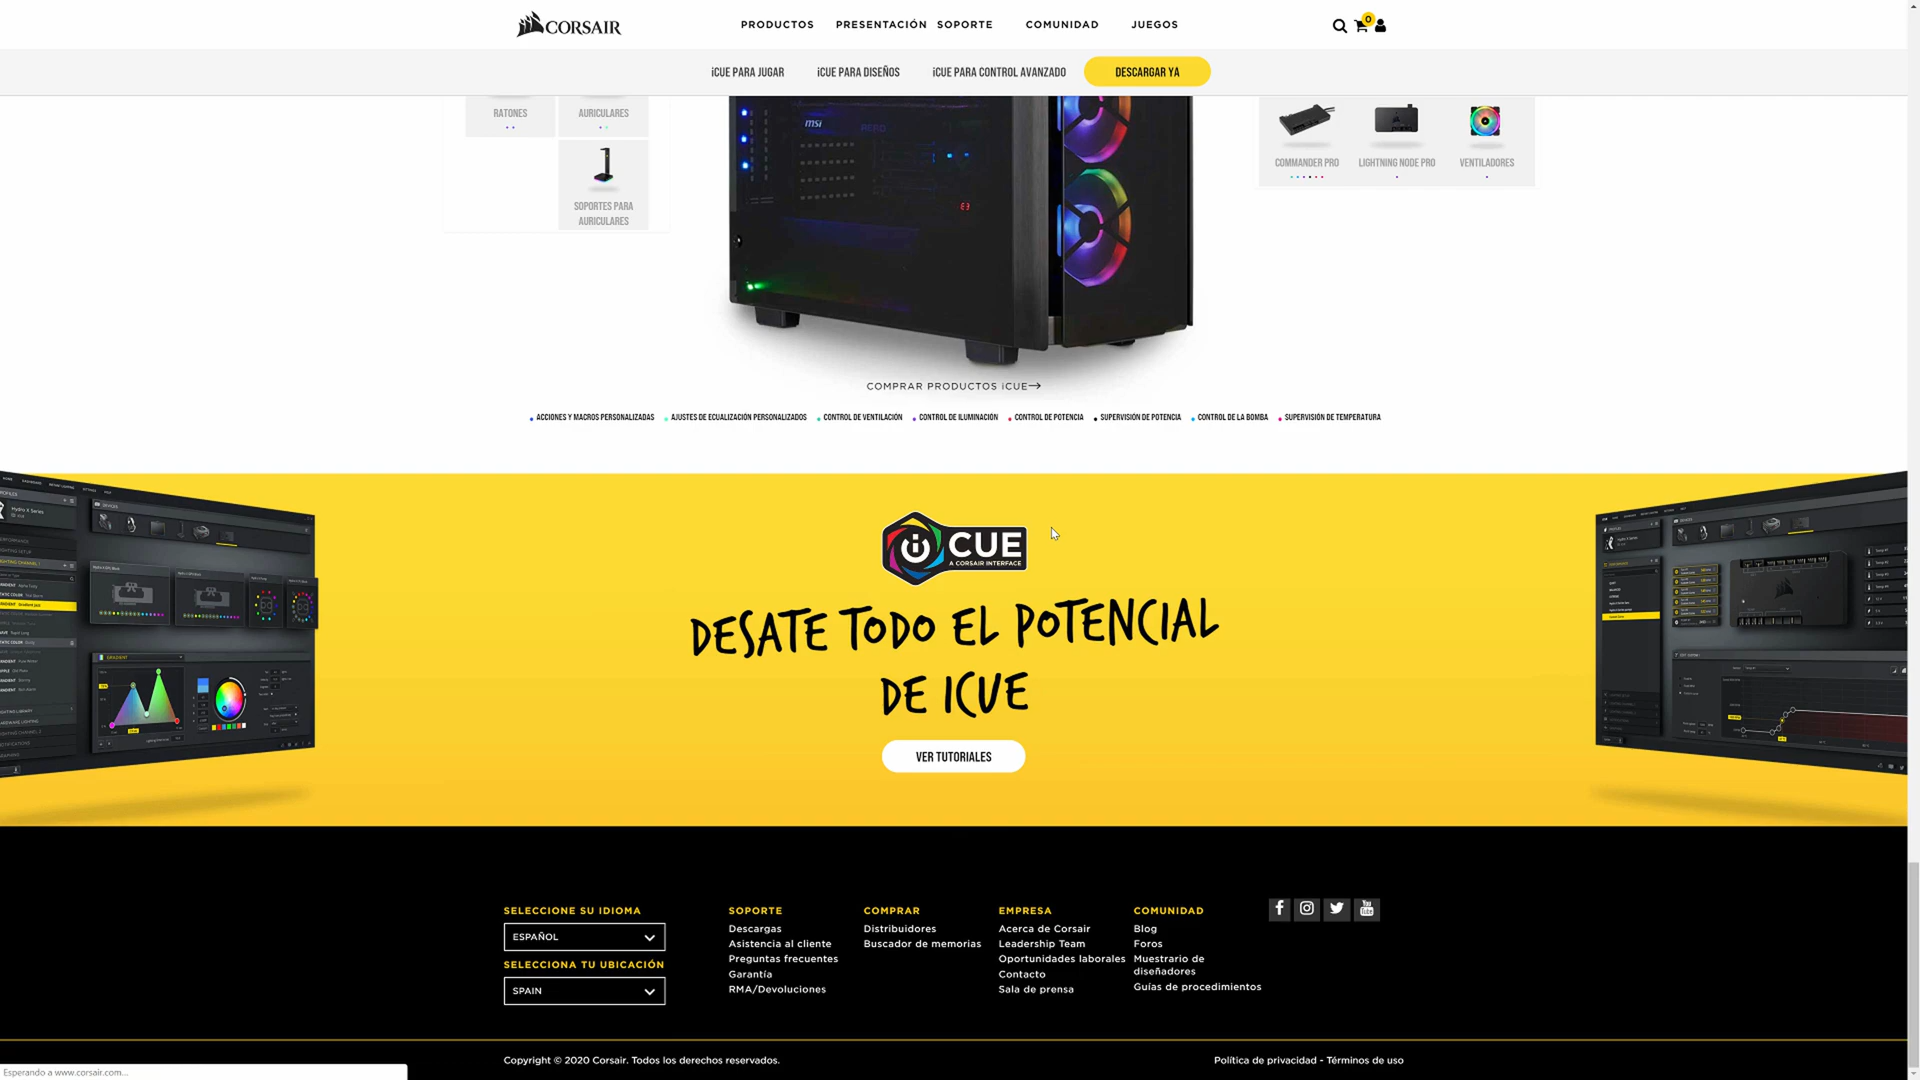 CORSAIR
PRODUCTOS PRESENTACIÓN SOPORTE COMUNIDAD JUEGOS
0
iCUE PARA JUGAR iCUE PARA DISEÑOS iCUE PARA CONTROL AVANZADO DESCARGAR YA
RATONES AURICULARES
SOPORTES PARA
AURICULARES
msi
COMMANDER PRO LIGHTNING NODE PRO VENTILADORES
COMPRAR PRODUCTOS iCUE→
ACCIONES Y MACROS PERSONALIZADAS AJUSTES DE ECUALIZACIÓN PERSONALIZADOS CONTROL DE VENTILACIÓN CONTROL DE ILUMINACIÓN CONTROL DE POTENCIA SUPERVISIÓN DE POTENCIA CONTROL DE LA BOMBA SUPERVISIÓN DE TEMPERATURA
iCUE
A CORSAIR INTERFACE
DESATE TODO EL POTENCIAL
DE ICUE
VER TUTORIALES
SELECCIONE SU IDIOMA
ESPAÑOL
SELECCIONA TU UBICACIÓN
SPAIN
SOPORTE
Descargas
Asistencia al cliente
Preguntas frecuentes
Garantía
RMA/Devoluciones
COMPRAR
Distribuidores
Buscador de memorias
EMPRESA
Acerca de Corsair
Leadership Team
Oportunidades laborales
Contacto
Sala de prensa
COMUNIDAD
Blog
Foros
Muestrario de
diseñadores
Guías de procedimientos
You Tube
Copyright © 2020 Corsair. Todos los derechos reservados.
Política de privacidad - Términos de uso
Esperando a www.corsair.com...